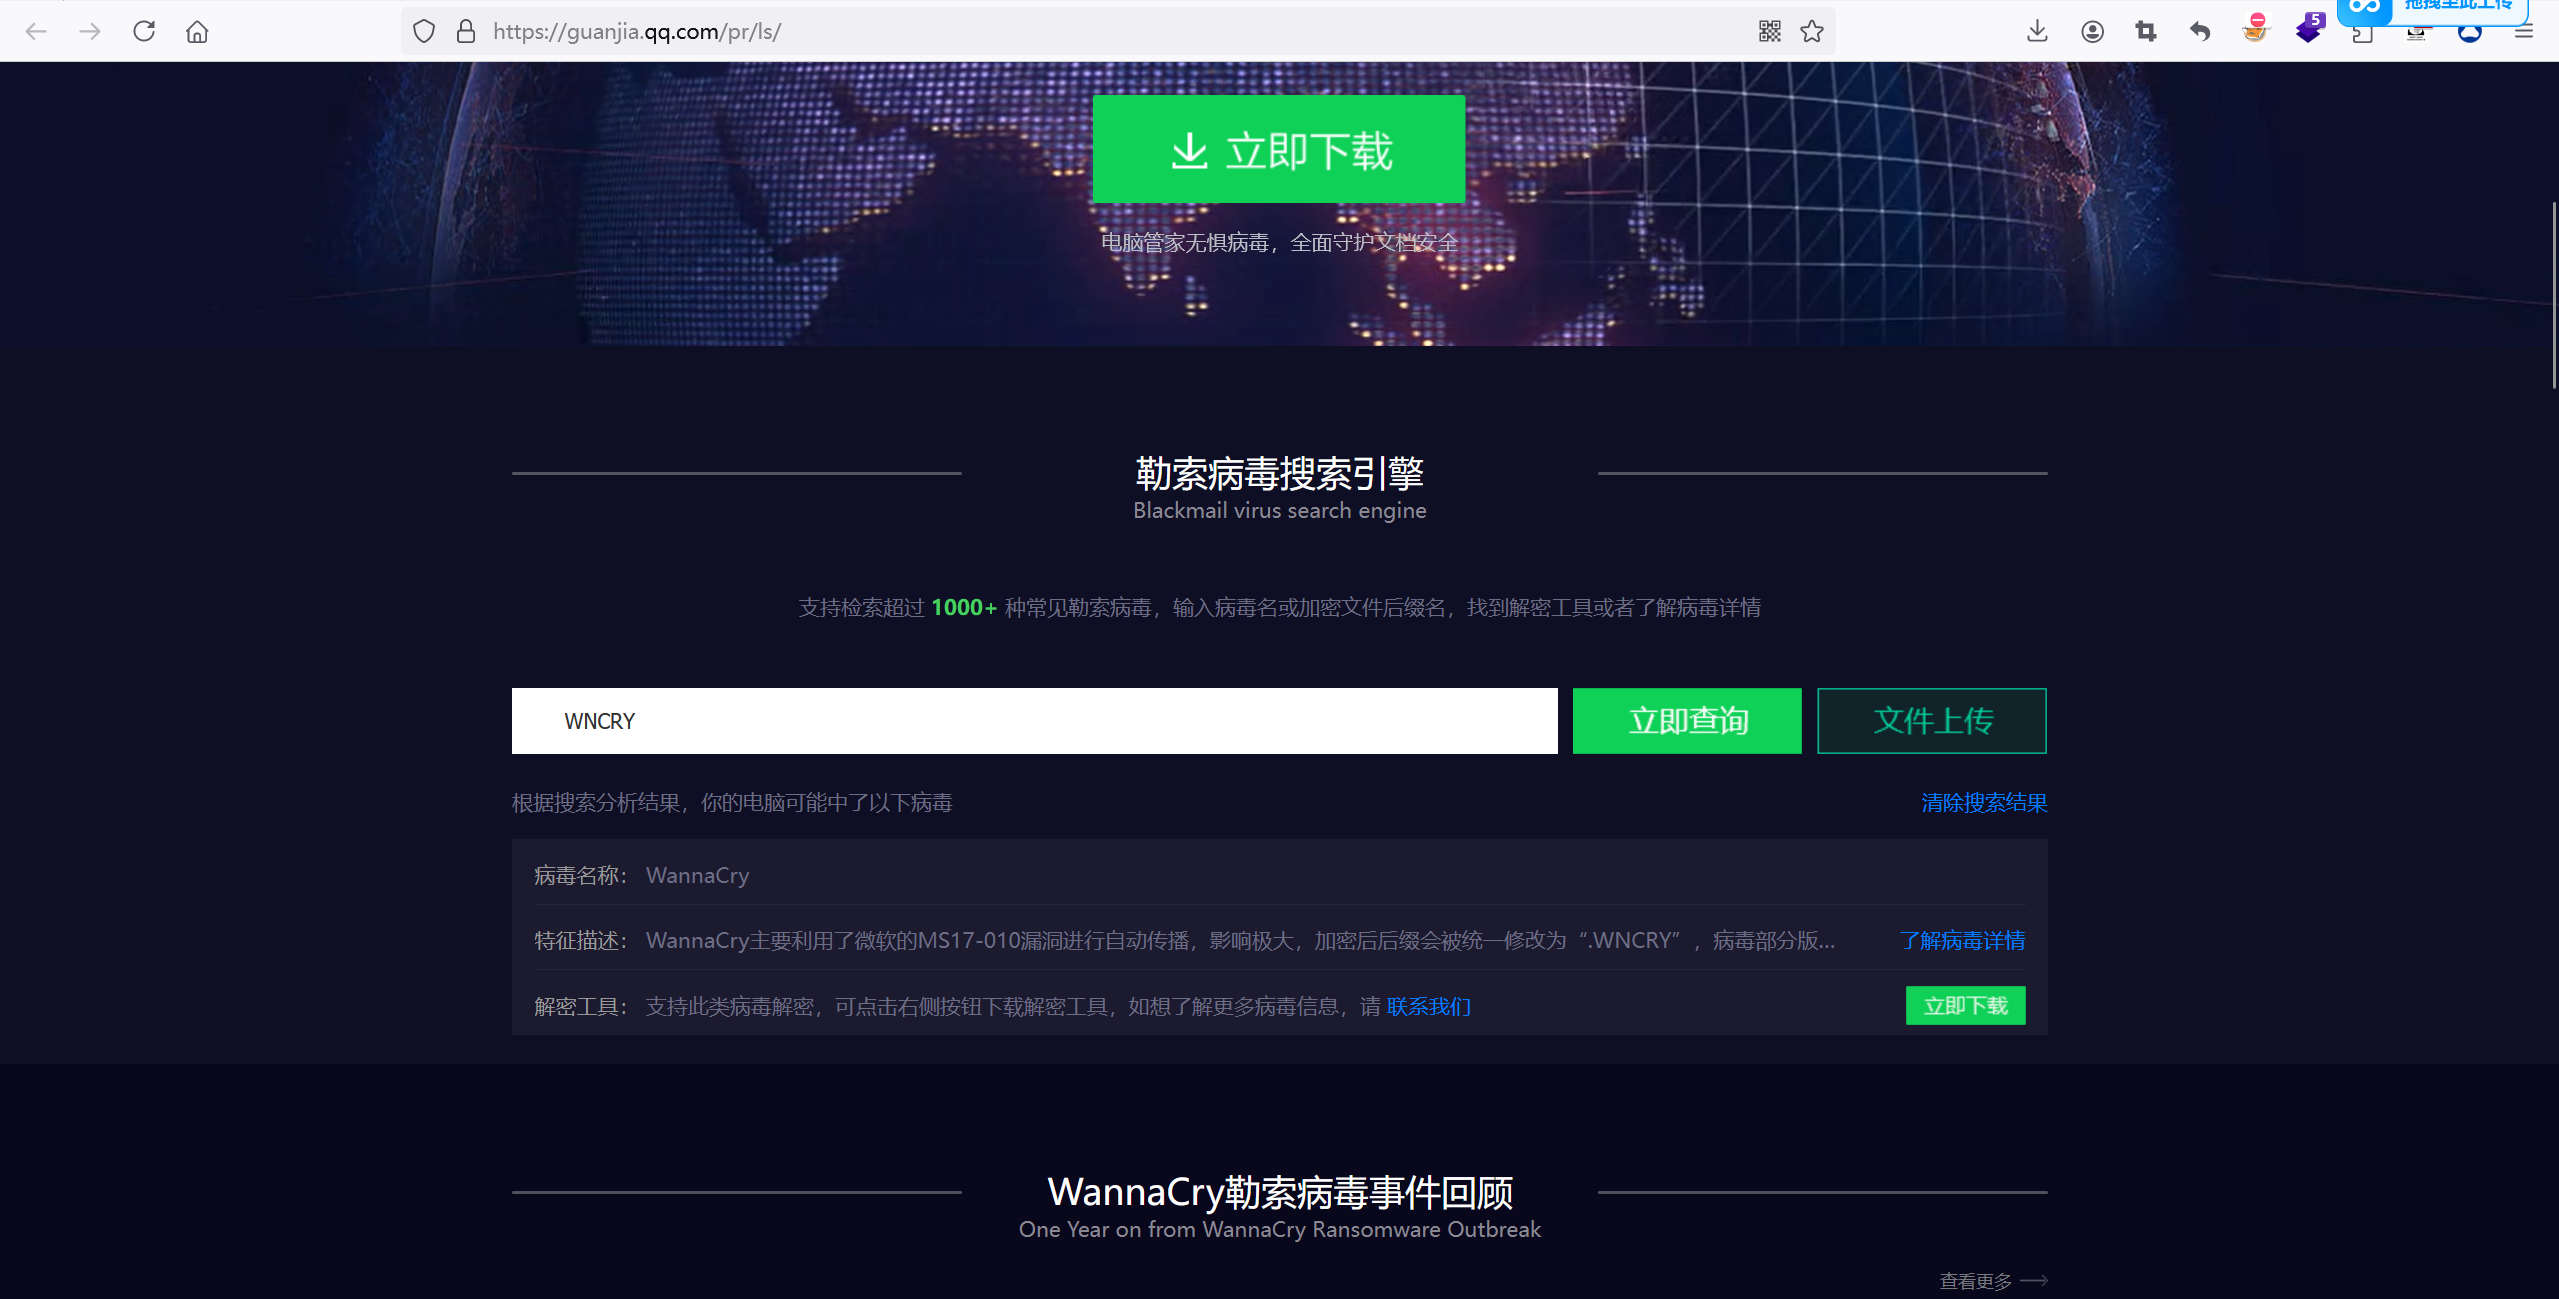 拖拽至此上传
https://guanjia.qq.com/pr/ls/
5
立即下载
电脑管家无惧病毒，全面守护文档安全
勒索病毒搜索引擎
Blackmail virus search engine
支持检索超过 1000+ 种常见勒索病毒，输入病毒名或加密文件后缀名，找到解密工具或者了解病毒详情
WNCRY 立即查询 文件上传
根据搜索分析结果，你的电脑可能中了以下病毒 清除搜索结果
病毒名称： WannaCry
特征描述： WannaCry主要利用了微软的MS17-010漏洞进行自动传播，影响极大，加密后后缀会被统一修改为“.WNCRY”，病毒部分版... 了解病毒详情
解密工具： 支持此类病毒解密，可点击右侧按钮下载解密工具，如想了解更多病毒信息，请 联系我们 立即下载
WannaCry勒索病毒事件回顾
One Year on from WannaCry Ransomware Outbreak
查看更多